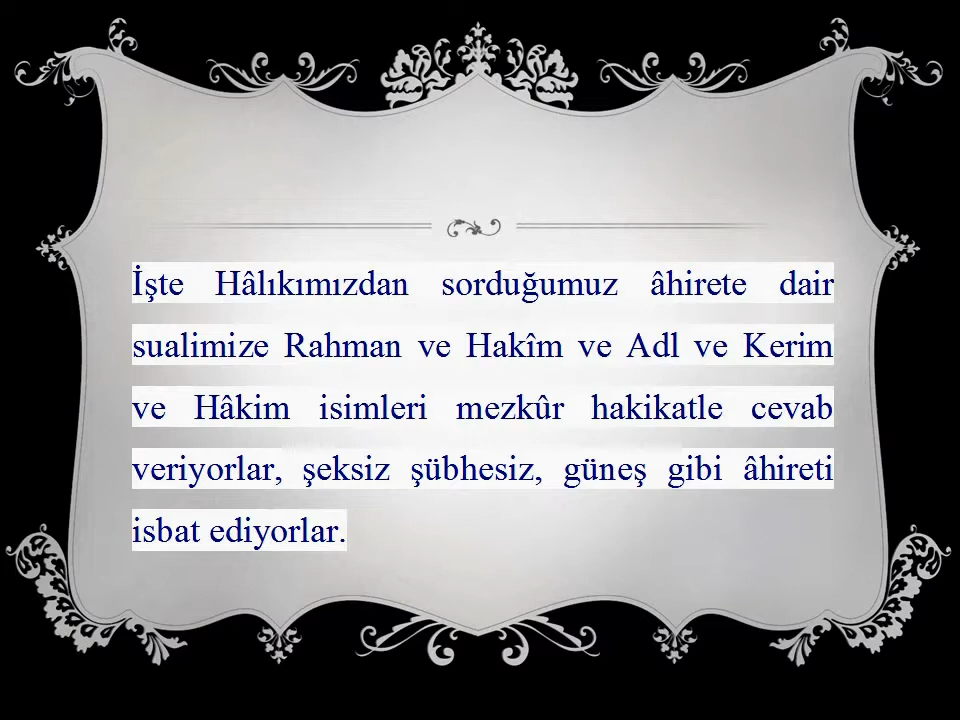 İşte Hâlıkımızdan sorduğumuz âhirete dair
sualimize Rahman ve Hakîm ve Adl ve Kerim
ve Hâkim isimleri mezkûr hakikatle cevab
veriyorlar, şeksiz şübhesiz, güneş gibi âhireti
isbat ediyorlar.